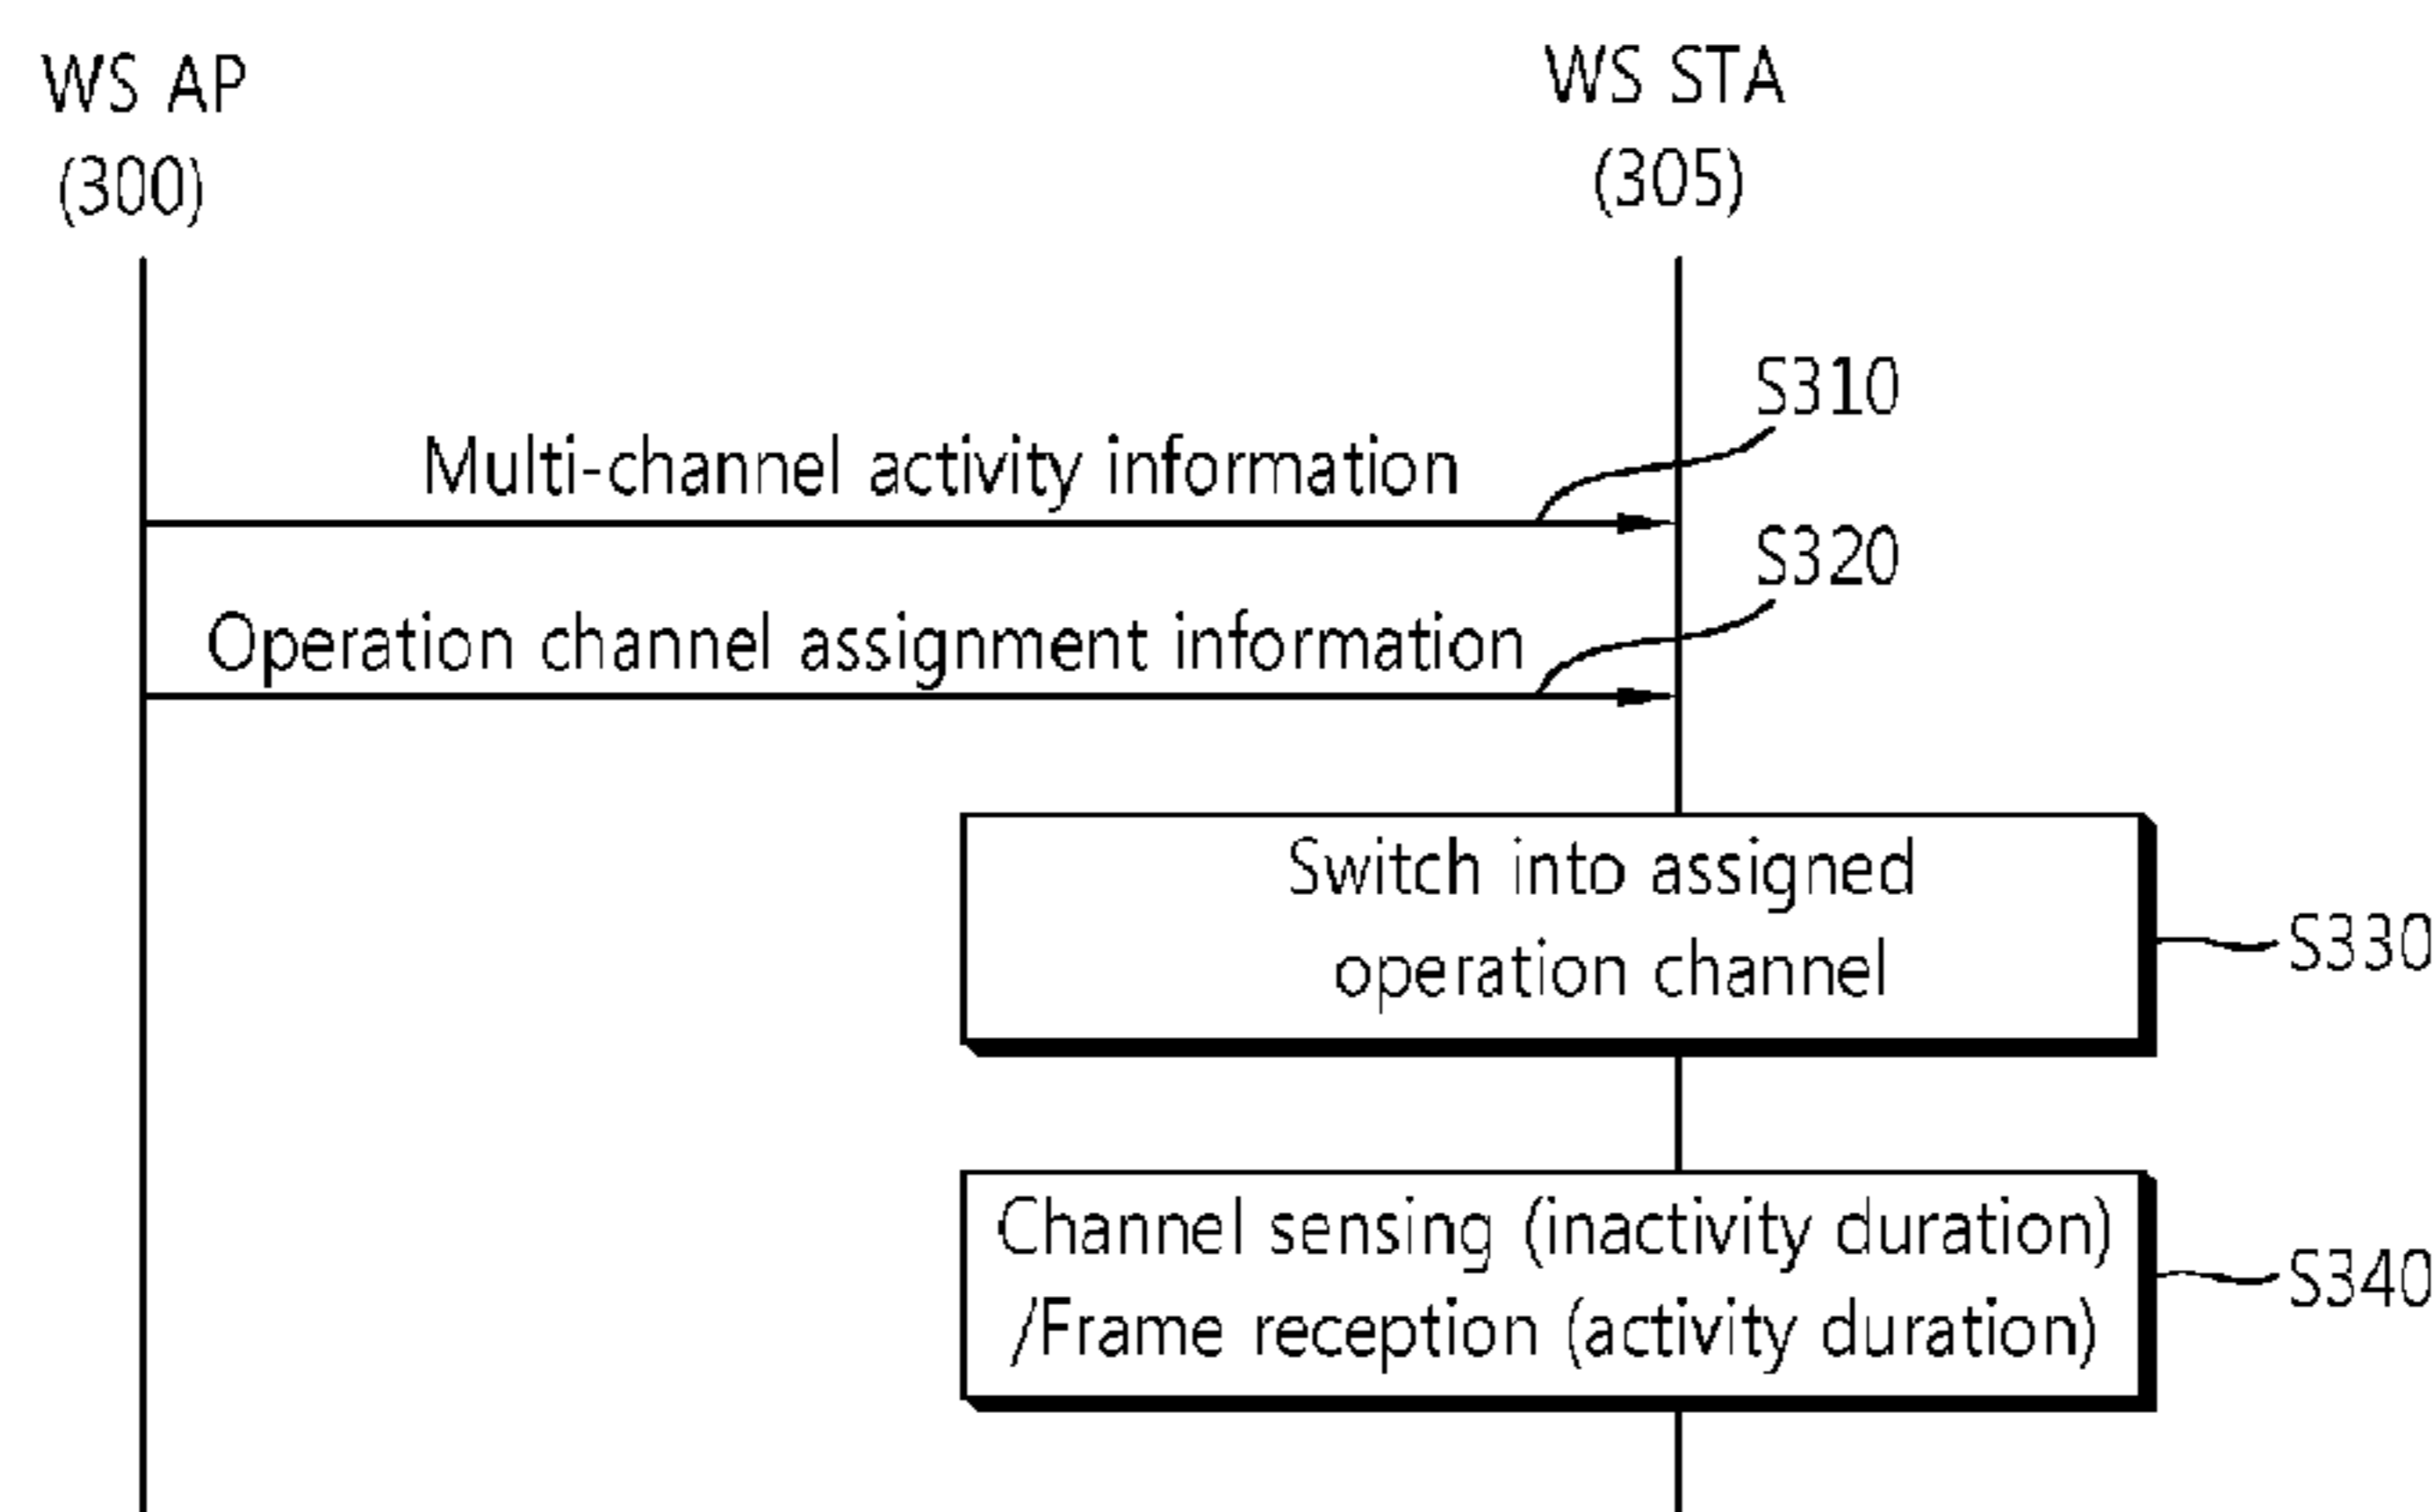 WS AP
(300)
WS STA
(305)
S310
Multi-channel activity information
S320
Operation channel assignment information
Switch into assigned
operation channel
S330
Channel sensing (inactivity duration)
/Frame reception (activity duration)
S340